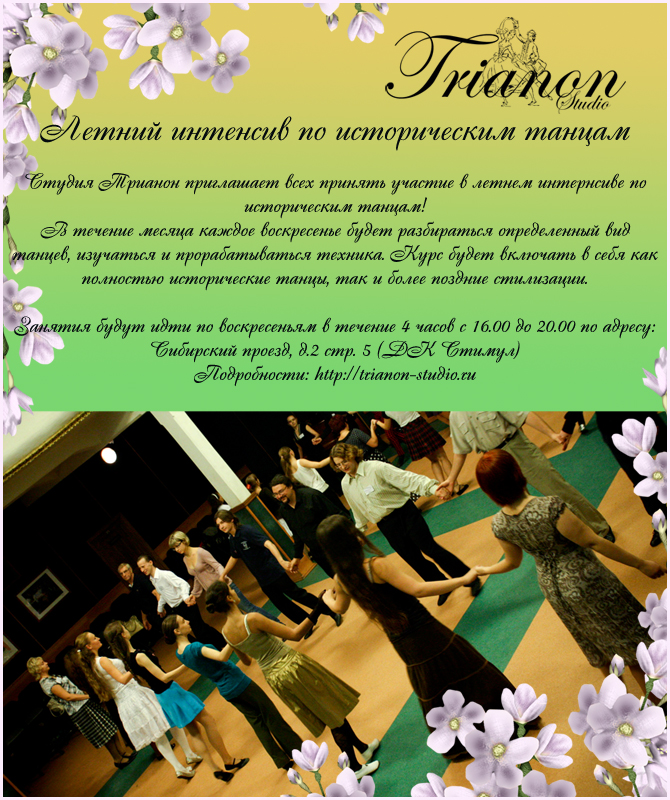 Trianon
Studio
Летний интенсив по историческим танцам
Студия Трианон приглашает всех принять участие в летнем интернсиве по
историческим танцам!
В течение месяца каждое воскресенье будет разбираться определенный вид
танцев, изучаться и прорабатываться техника. Курс будет включать в себя как
полностью исторические танцы, так и более поздние стилизации.
Занятия будут идти по воскресеньям в течение 4 часов с 16.00 до 20.00 по адресу:
Сибирский проезд, д.2 стр. 5 (ДК Стимул)
Подробности: http://trianon-studio.ru